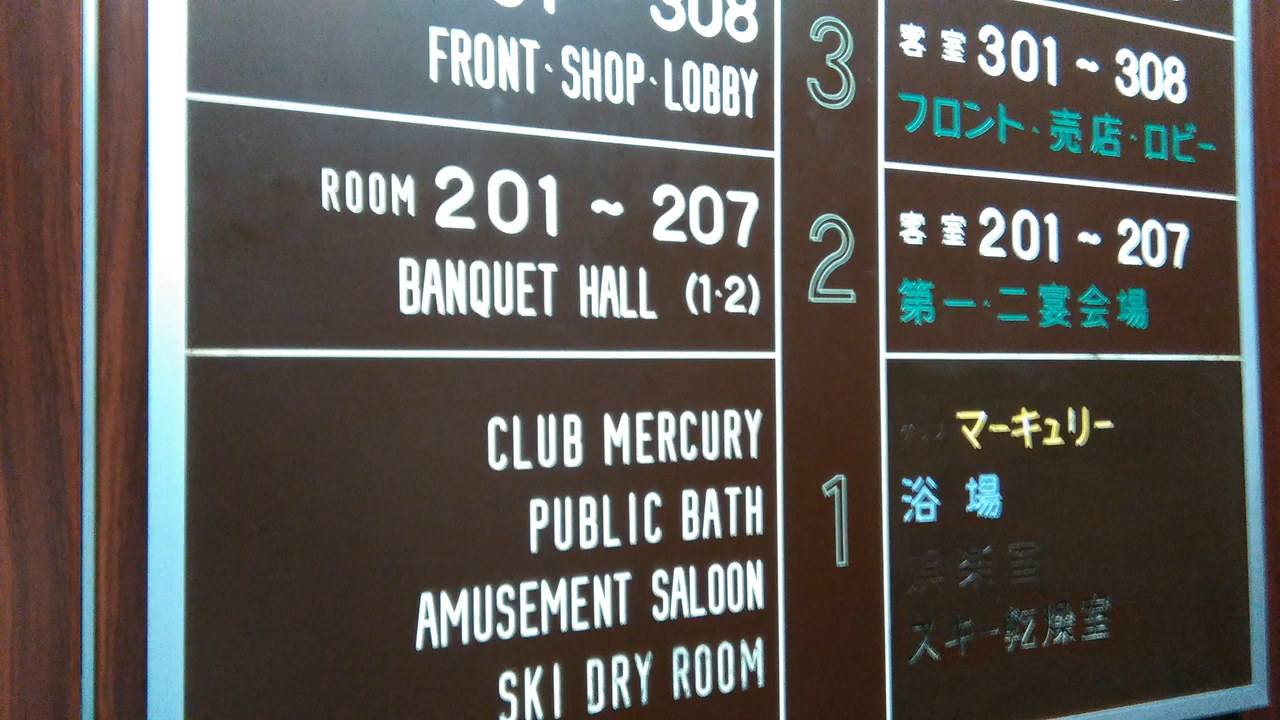 308
FRONT·SHOP·LOBBY
3
客室 301 ~ 308
フロント·売店·ロビー
ROOM 201 ~ 207
BANQUET HALL (1·2)
2
客室 201 ~ 207
第一·二宴会場
CLUB MERCURY
PUBLIC BATH
AMUSEMENT SALOON
SKI DRY ROOM
1
クラブ マーキュリー
浴場
娯楽室
スキー乾燥室